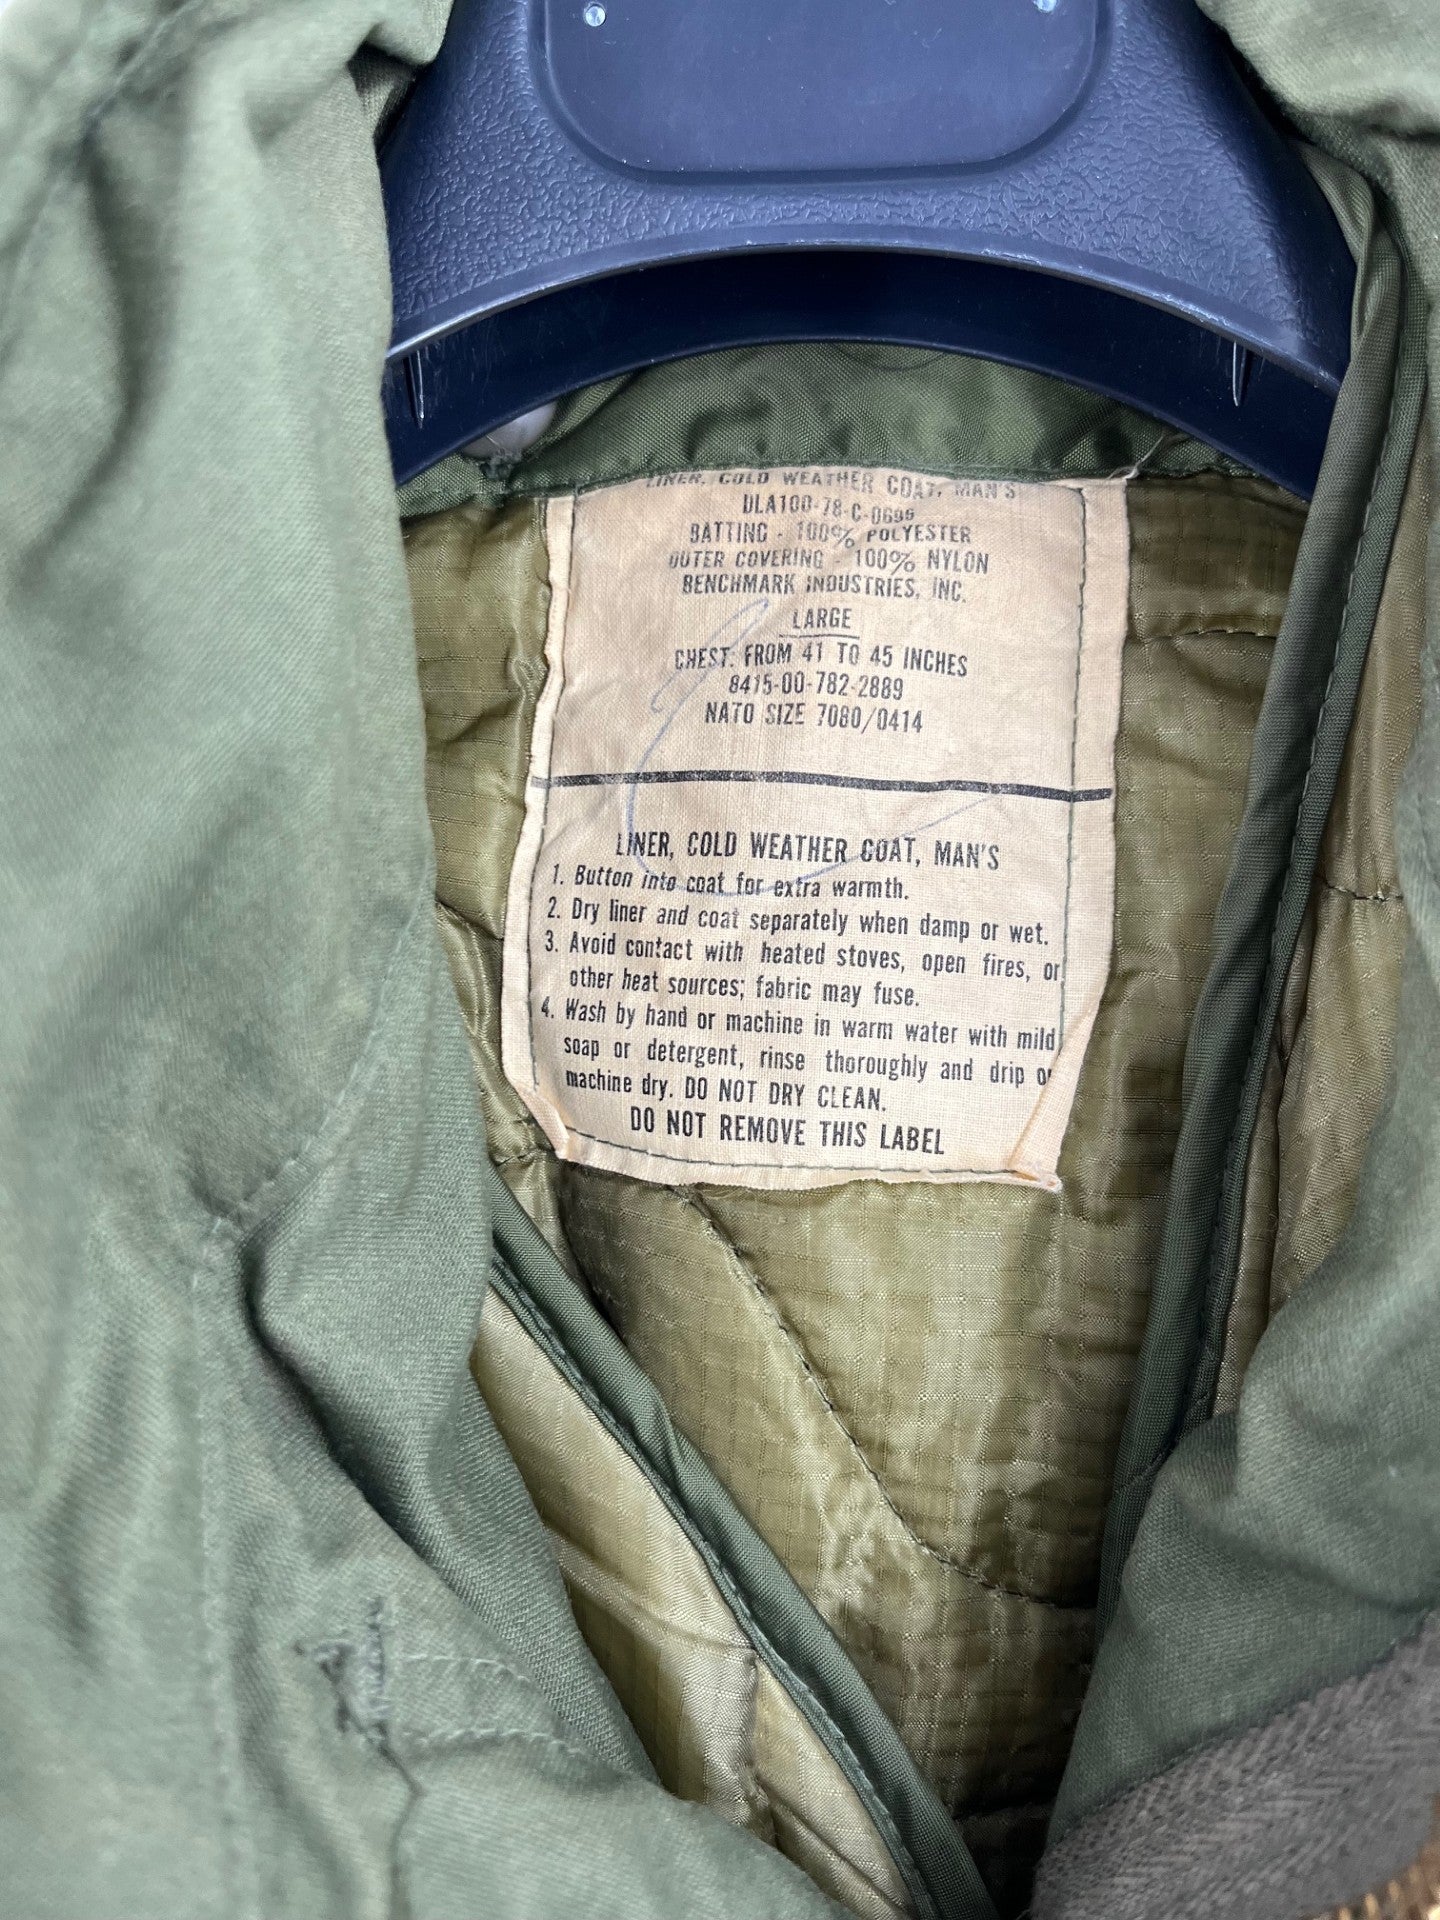 LINER, COLD WEATHER COAT, MAN'S
DLA100-78-C-0699
BATTING - 100% POLYESTER
OUTER COVERING - 100% NYLON
BENCHMARK INDUSTRIES, INC.
LARGE
CHEST: FROM 41 TO 45 INCHES
8415-00-782-2889
NATO SIZE 7080/0414
LINER, COLD WEATHER COAT, MAN'S
1. Button into coat for extra warmth.
2. Dry liner and coat separately when damp or wet.
3. Avoid contact with heated stoves, open fires, or
other heat sources; fabric may fuse.
4. Wash by hand or machine in warm water with mild
soap or detergent, rinse thoroughly and drip or
machine dry. DO NOT DRY CLEAN.
DO NOT REMOVE THIS LABEL